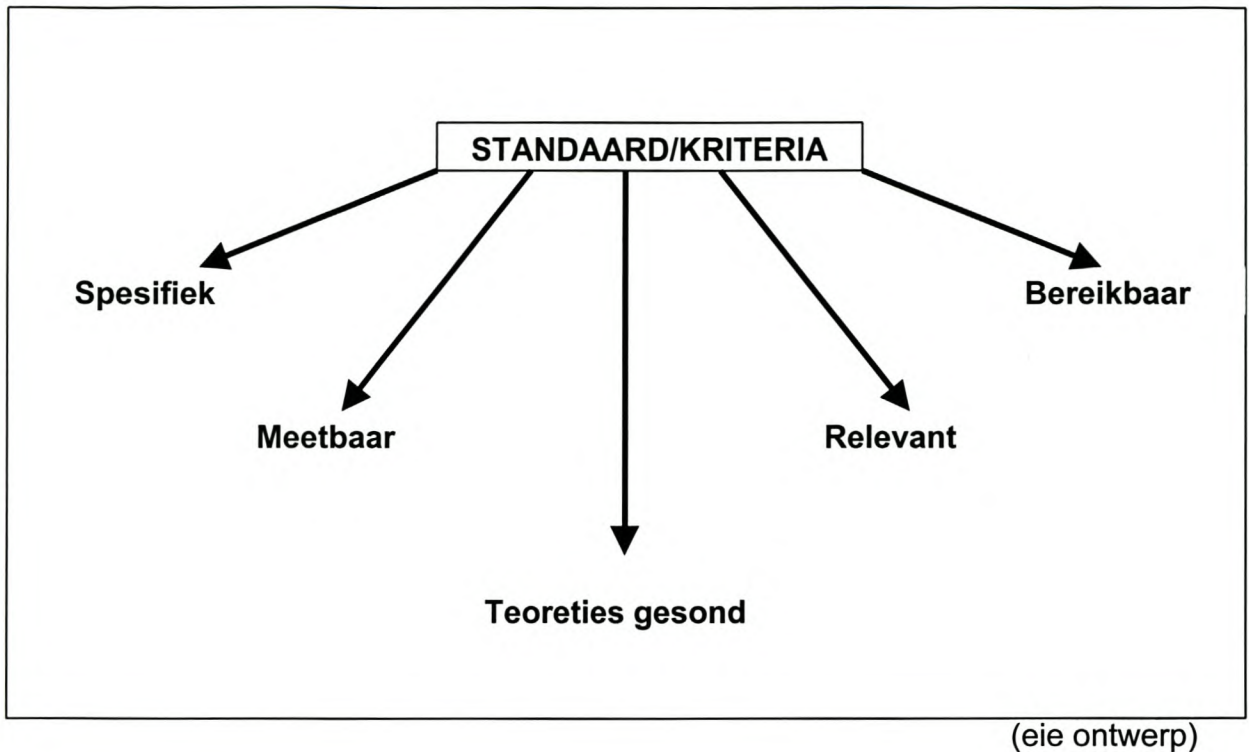 STANDAARD/KRITERIA
Spesifiek
Bereikbaar
Meetbaar
Relevant
Teoreties gesond
(eie ontwerp)